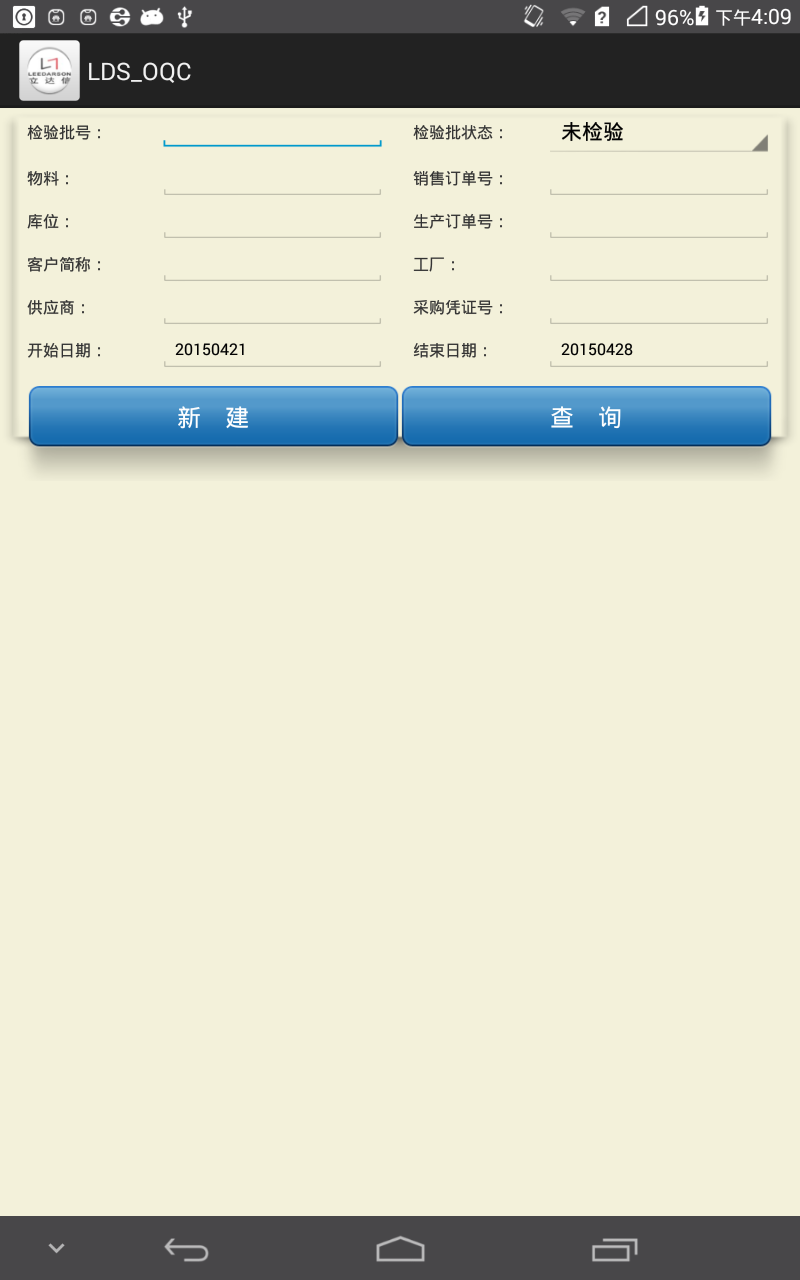 96% 下午4:09
LEEDARSON
立达信
LDS_OQC
检验批号： 检验批状态： 未检验
物料： 销售订单号：
库位： 生产订单号：
客户简称： 工厂：
供应商： 采购凭证号：
开始日期： 20150421 结束日期： 20150428
新 建 查 询